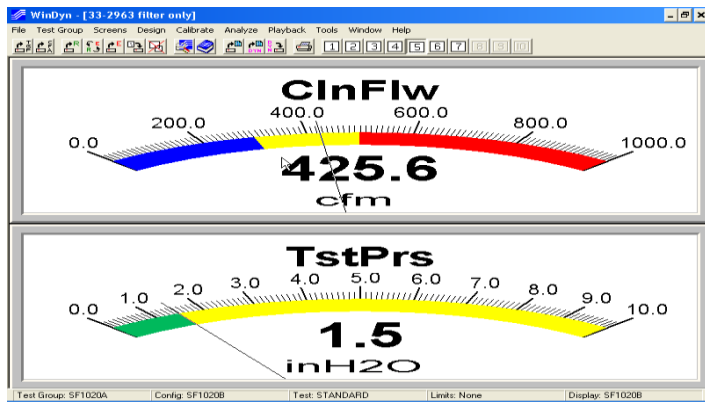 WinDyn - [33-2963 filter only]
File Test Group Screens Design Calibrate Analyze Playback Tools Window Help
1 2 3 4 5 6 7 8 9 10
ClnFlw
0.0 200.0 400.0 600.0 800.0 1000.0
425.6
cfm
TstPrs
0.0 1.0 2.0 3.0 4.0 5.0 6.0 7.0 8.0 9.0 10.0
1.5
inH2O
Test Group: SF1020A Config: SF1020B Test: STANDARD Limits: None Display: SF1020B